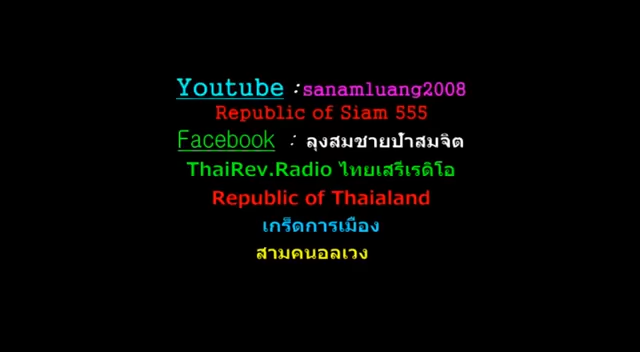 Youtube : sanamluang2008
Republic of Siam 555
Facebook : ลุงสมชายป้าสมจิต
ThaiRev.Radio ไทยเสรีเรดิโอ
Republic of Thaialand
เกร็ดการเมือง
สามคนอลเวง